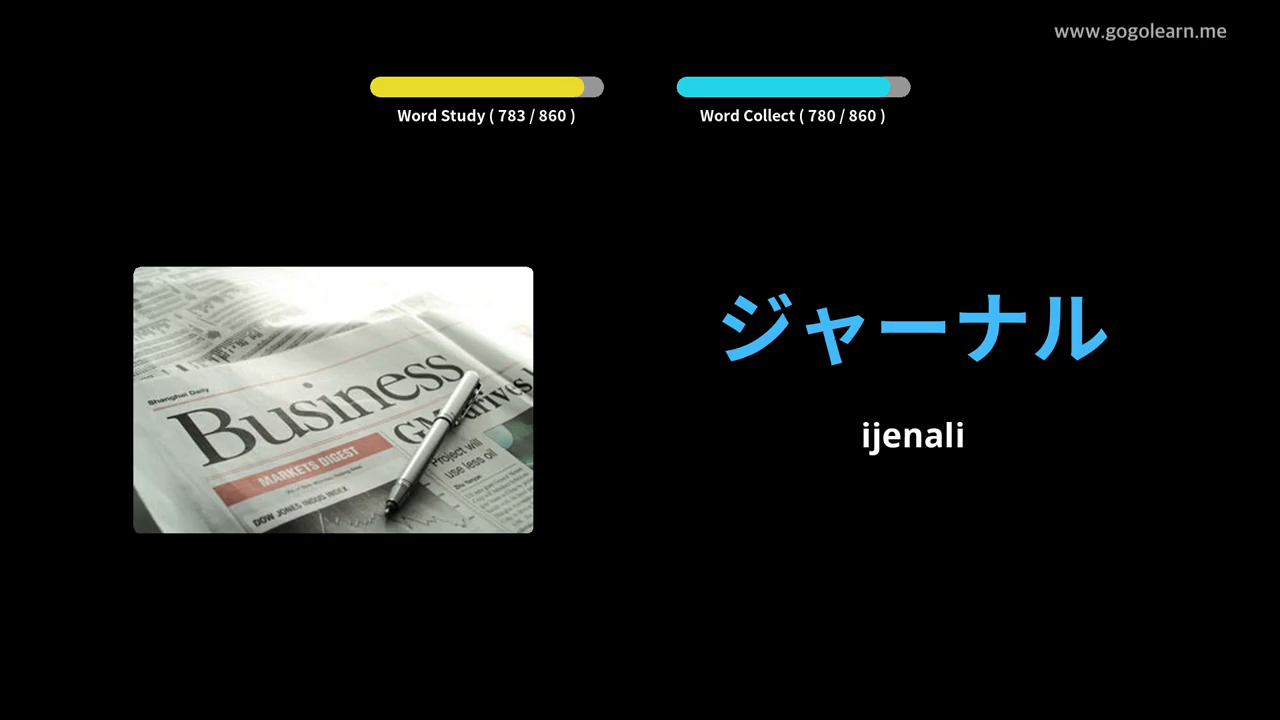 www.gogolearn.me
Word Study ( 783 / 860 )
Word Collect ( 780 / 860 )
ジャーナル
ijenali
Shanghai Daily
Business
MARKETS DIGEST
DOW JONES INDUS INDEX
GM
Project will
use less oil